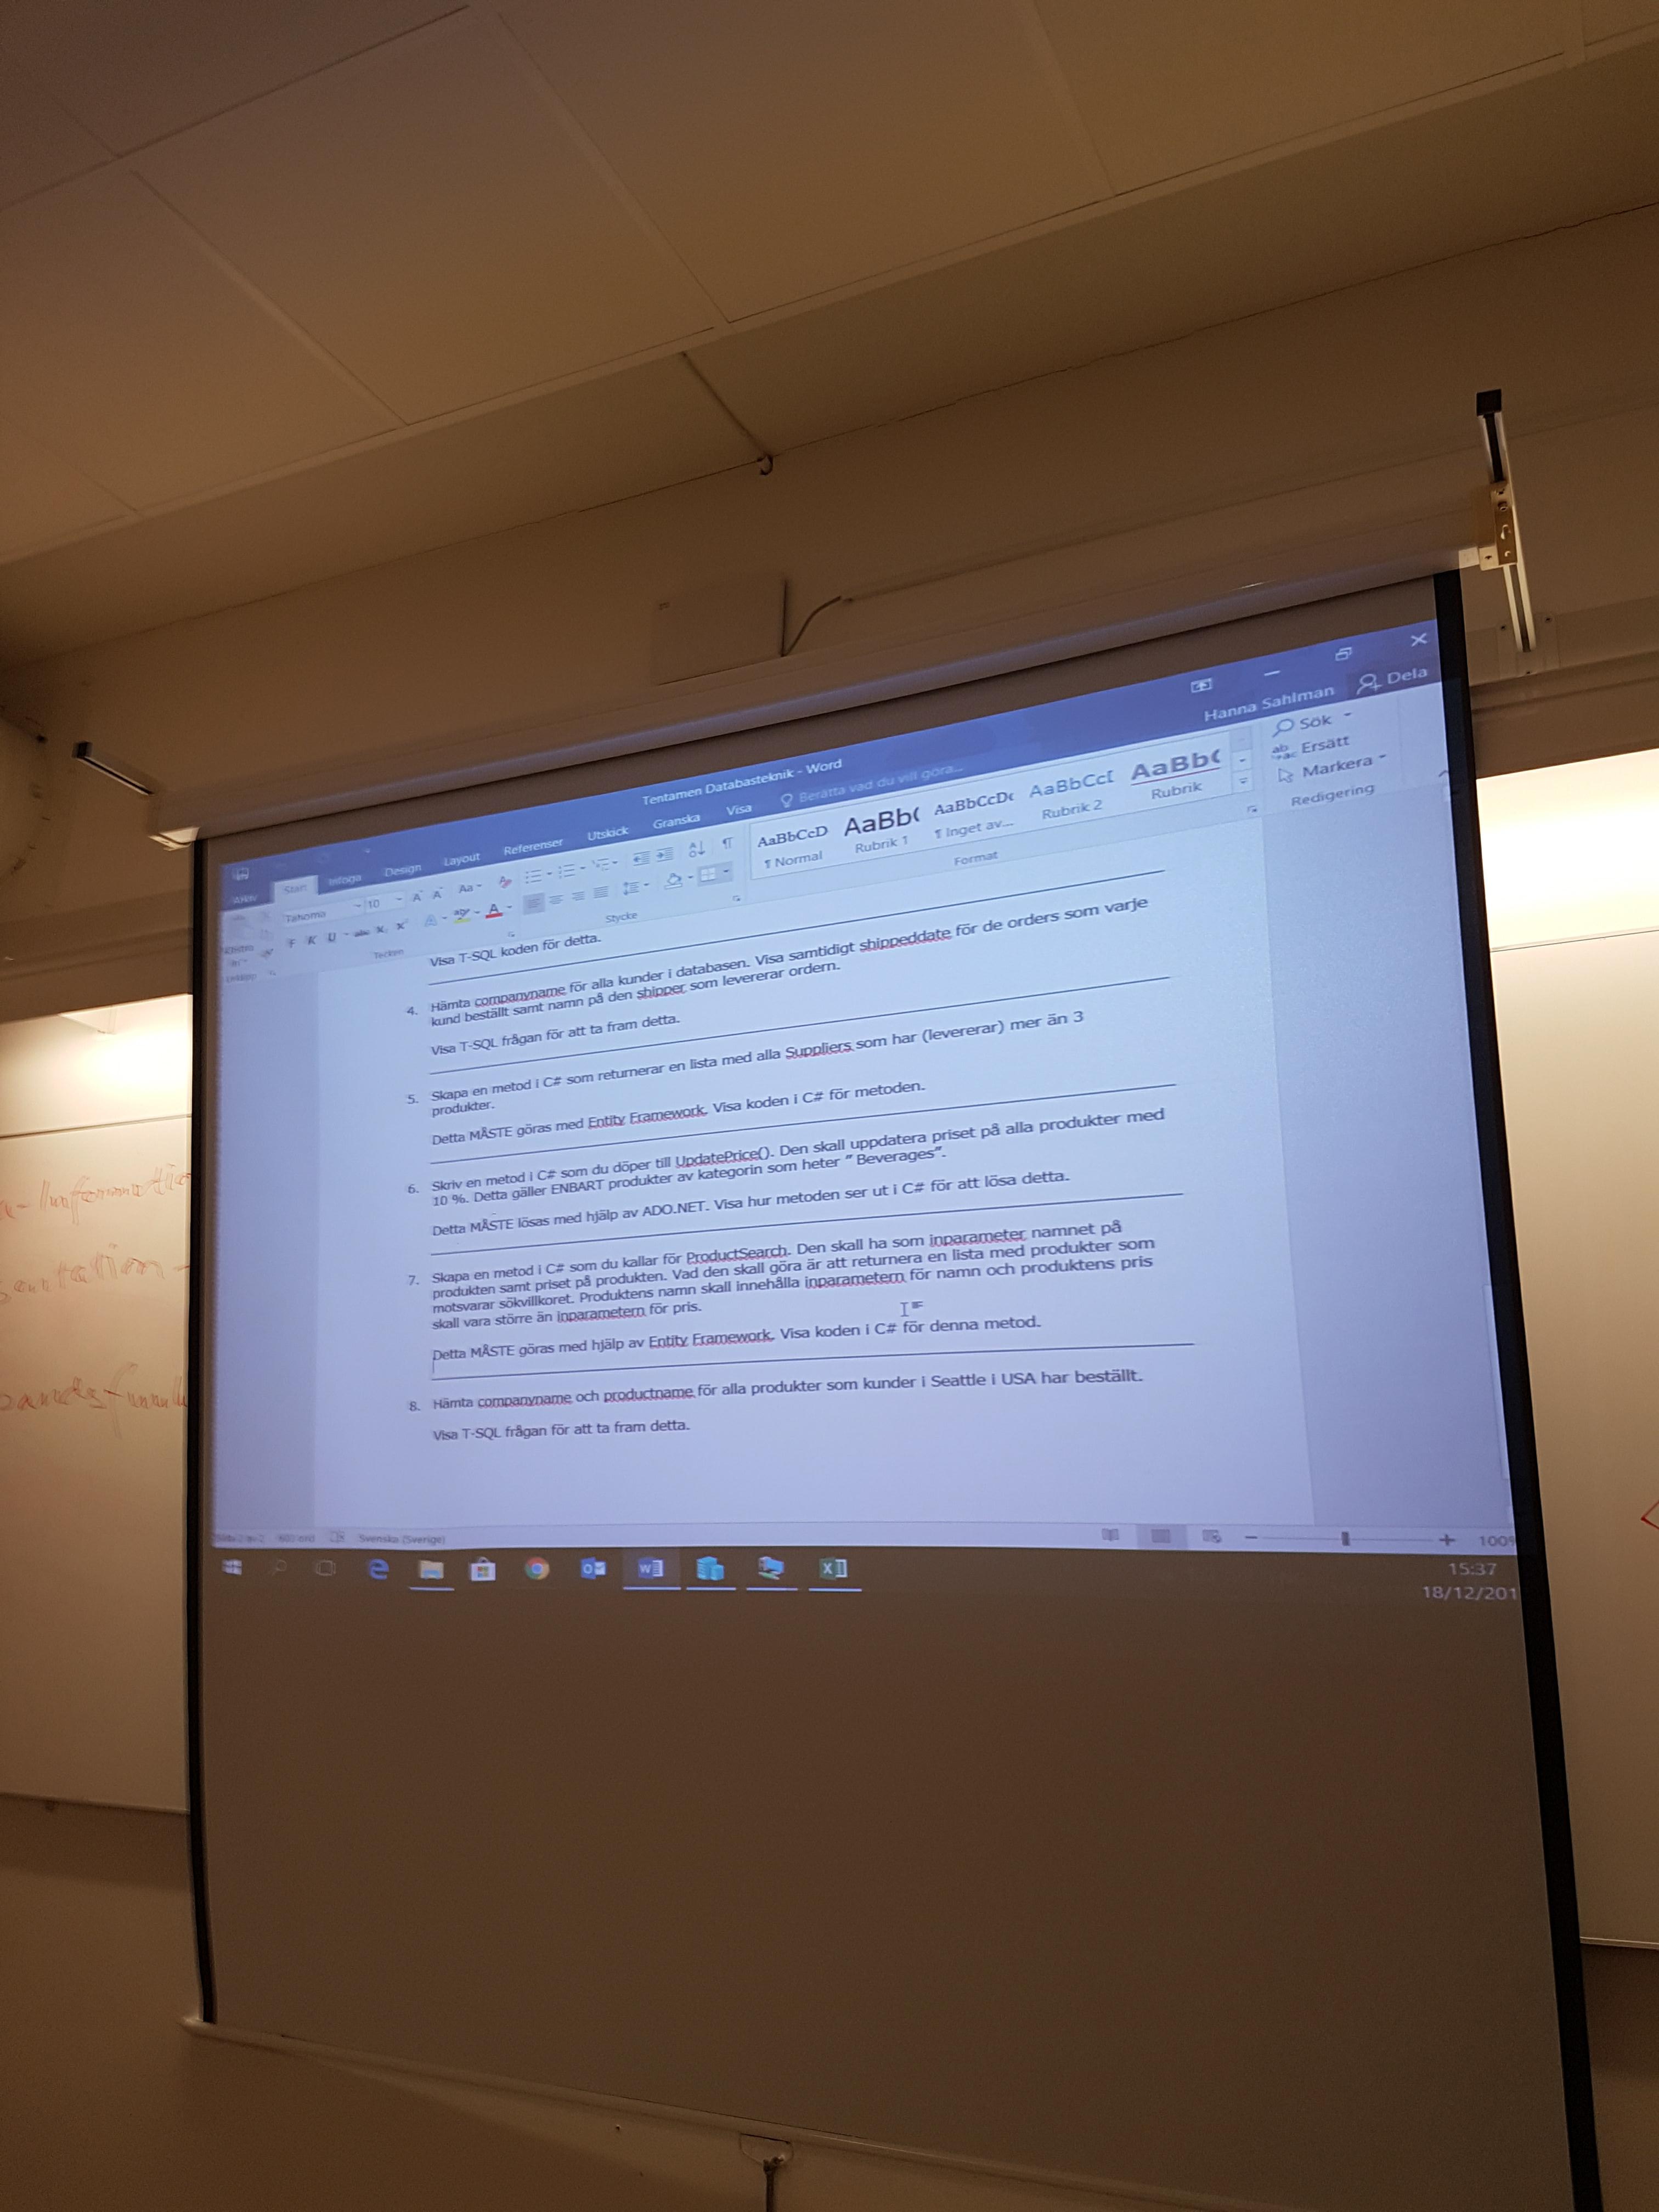 Tentamen Databasteknik - Word
Hanna Sahlman
Dela
Arkiv
Start
Infoga
Design
Layout
Referenser
Utskick
Granska
Visa
Berätta vad du vill göra...
Tahoma
10
Aa
F K U abc X₂ X²
Tecken
Stycke
AaBbCcD
¶ Normal
AaBb(
Rubrik 1
AaBbCcDc
¶ Inget av...
AaBbCcD
Rubrik 2
AaBb(
Rubrik
Format
Sök
Ersätt
Markera
Redigering
Visa T-SQL koden för detta.
4. Hämta companyname för alla kunder i databasen. Visa samtidigt shippeddate för de orders som varje
kund beställt samt namn på den shipper som levererar ordern.
Visa T-SQL frågan för att ta fram detta.
5. Skapa en metod i C# som returnerar en lista med alla Suppliers som har (levererar) mer än 3
produkter.
Detta MÅSTE göras med Entity Framework. Visa koden i C# för metoden.
6. Skriv en metod i C# som du döper till UpdatePrice(). Den skall uppdatera priset på alla produkter med
10 %. Detta gäller ENBART produkter av kategorin som heter " Beverages".
Detta MÅSTE lösas med hjälp av ADO.NET. Visa hur metoden ser ut i C# för att lösa detta.
7. Skapa en metod i C# som du kallar för ProductSearch. Den skall ha som inparameter namnet på
produkten samt priset på produkten. Vad den skall göra är att returnera en lista med produkter som
motsvarar sökvillkoret. Produktens namn skall innehålla inparametern för namn och produktens pris
skall vara större än inparametern för pris.
Detta MÅSTE göras med hjälp av Entity Framework. Visa koden i C# för denna metod.
8. Hämta companyname och productname för alla produkter som kunder i Seattle i USA har beställt.
Visa T-SQL frågan för att ta fram detta.
Svenska (Sverige)
100%
15:37
18/12/201